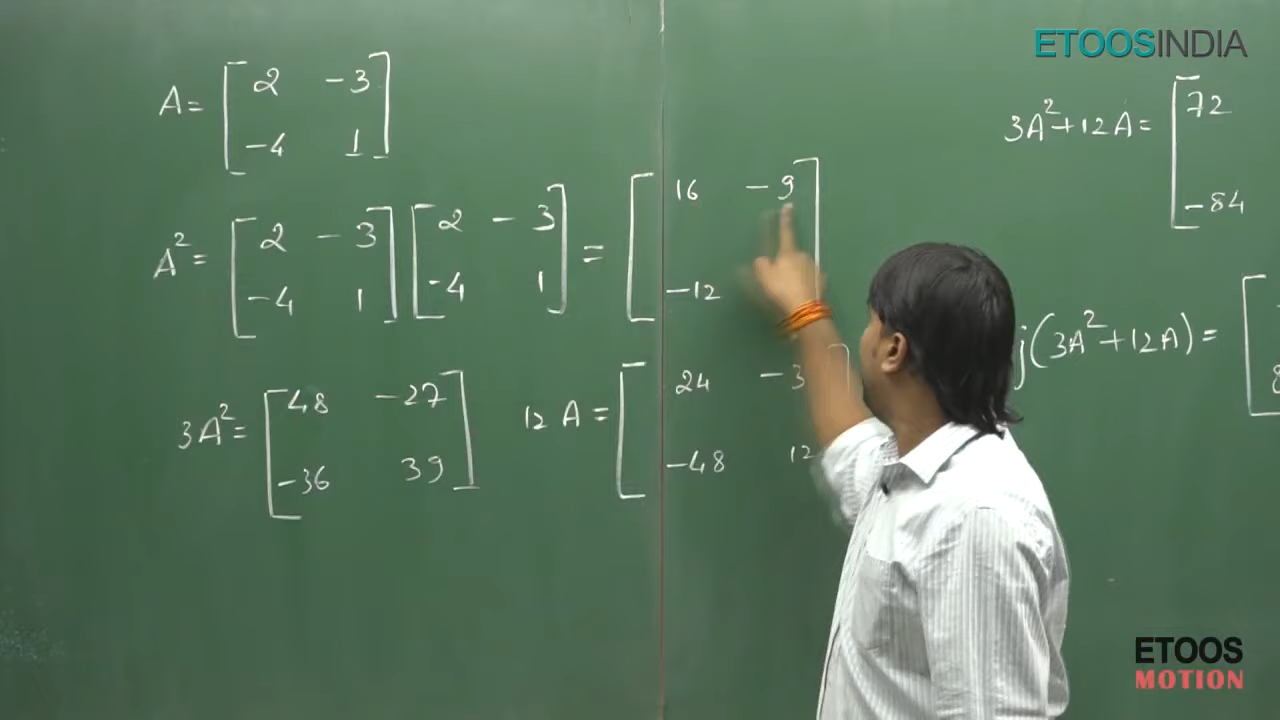 ETOOSINDIA
A = [ 2 -3
-4 1 ]
3A²+12A = [ 72
-84
A² = [ 2 -3 ] [ 2 -3 ] = [ 16 -9 ]
[ -4 1 ] [ -4 1 ] [ -12
j(3A²+12A) = [
3A² = [ 48 -27 ] 12 A = [ 24 -3
[ -36 39 ] [ -48 12
ETOOS
MOTION